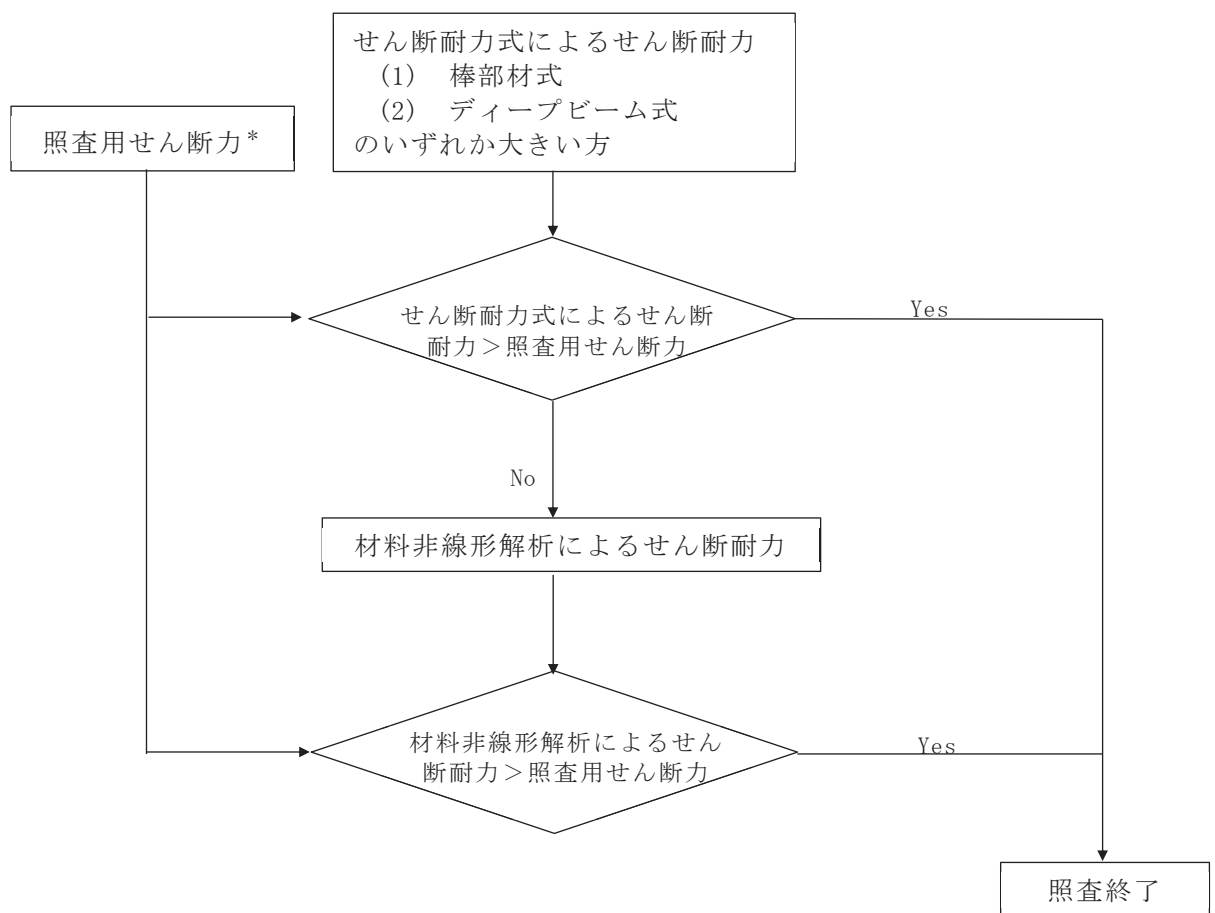 せん断耐力式によるせん断耐力
(1) 棒部材式
(2) ディープビーム式
のいずれか大きい方
照査用せん断力*
せん断耐力式によるせん断
耐力＞照査用せん断力
Yes
No
材料非線形解析によるせん断耐力
材料非線形解析によるせん
断耐力＞照査用せん断力
Yes
照査終了